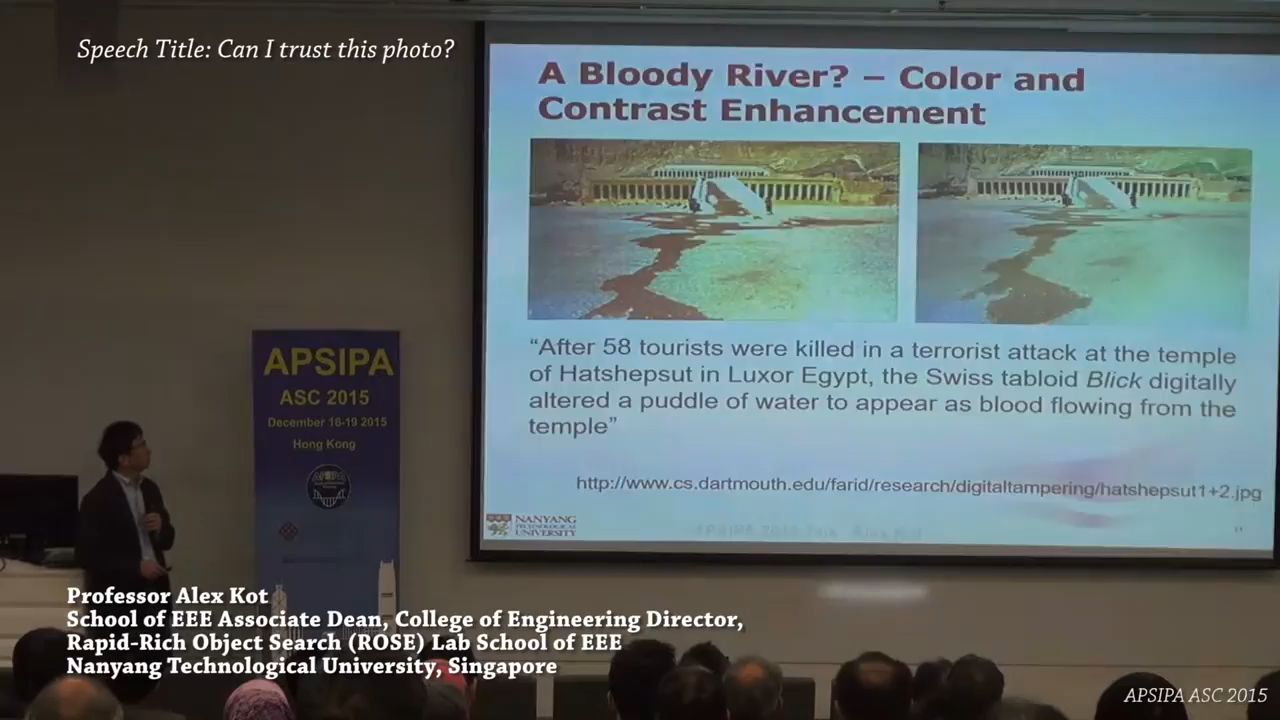 Speech Title: Can I trust this photo?
A Bloody River? – Color and
Contrast Enhancement
“After 58 tourists were killed in a terrorist attack at the temple
of Hatshepsut in Luxor Egypt, the Swiss tabloid Blick digitally
altered a puddle of water to appear as blood flowing from the
temple”
http://www.cs.dartmouth.edu/farid/research/digitaltampering/hatshepsut1+2.jpg
NANYANG
TECHNOLOGICAL
UNIVERSITY
APSIPA
ASC 2015
December 16-19 2015
Hong Kong
Professor Alex Kot
School of EEE Associate Dean, College of Engineering Director,
Rapid-Rich Object Search (ROSE) Lab School of EEE
Nanyang Technological University, Singapore
APSIPA ASC 2015